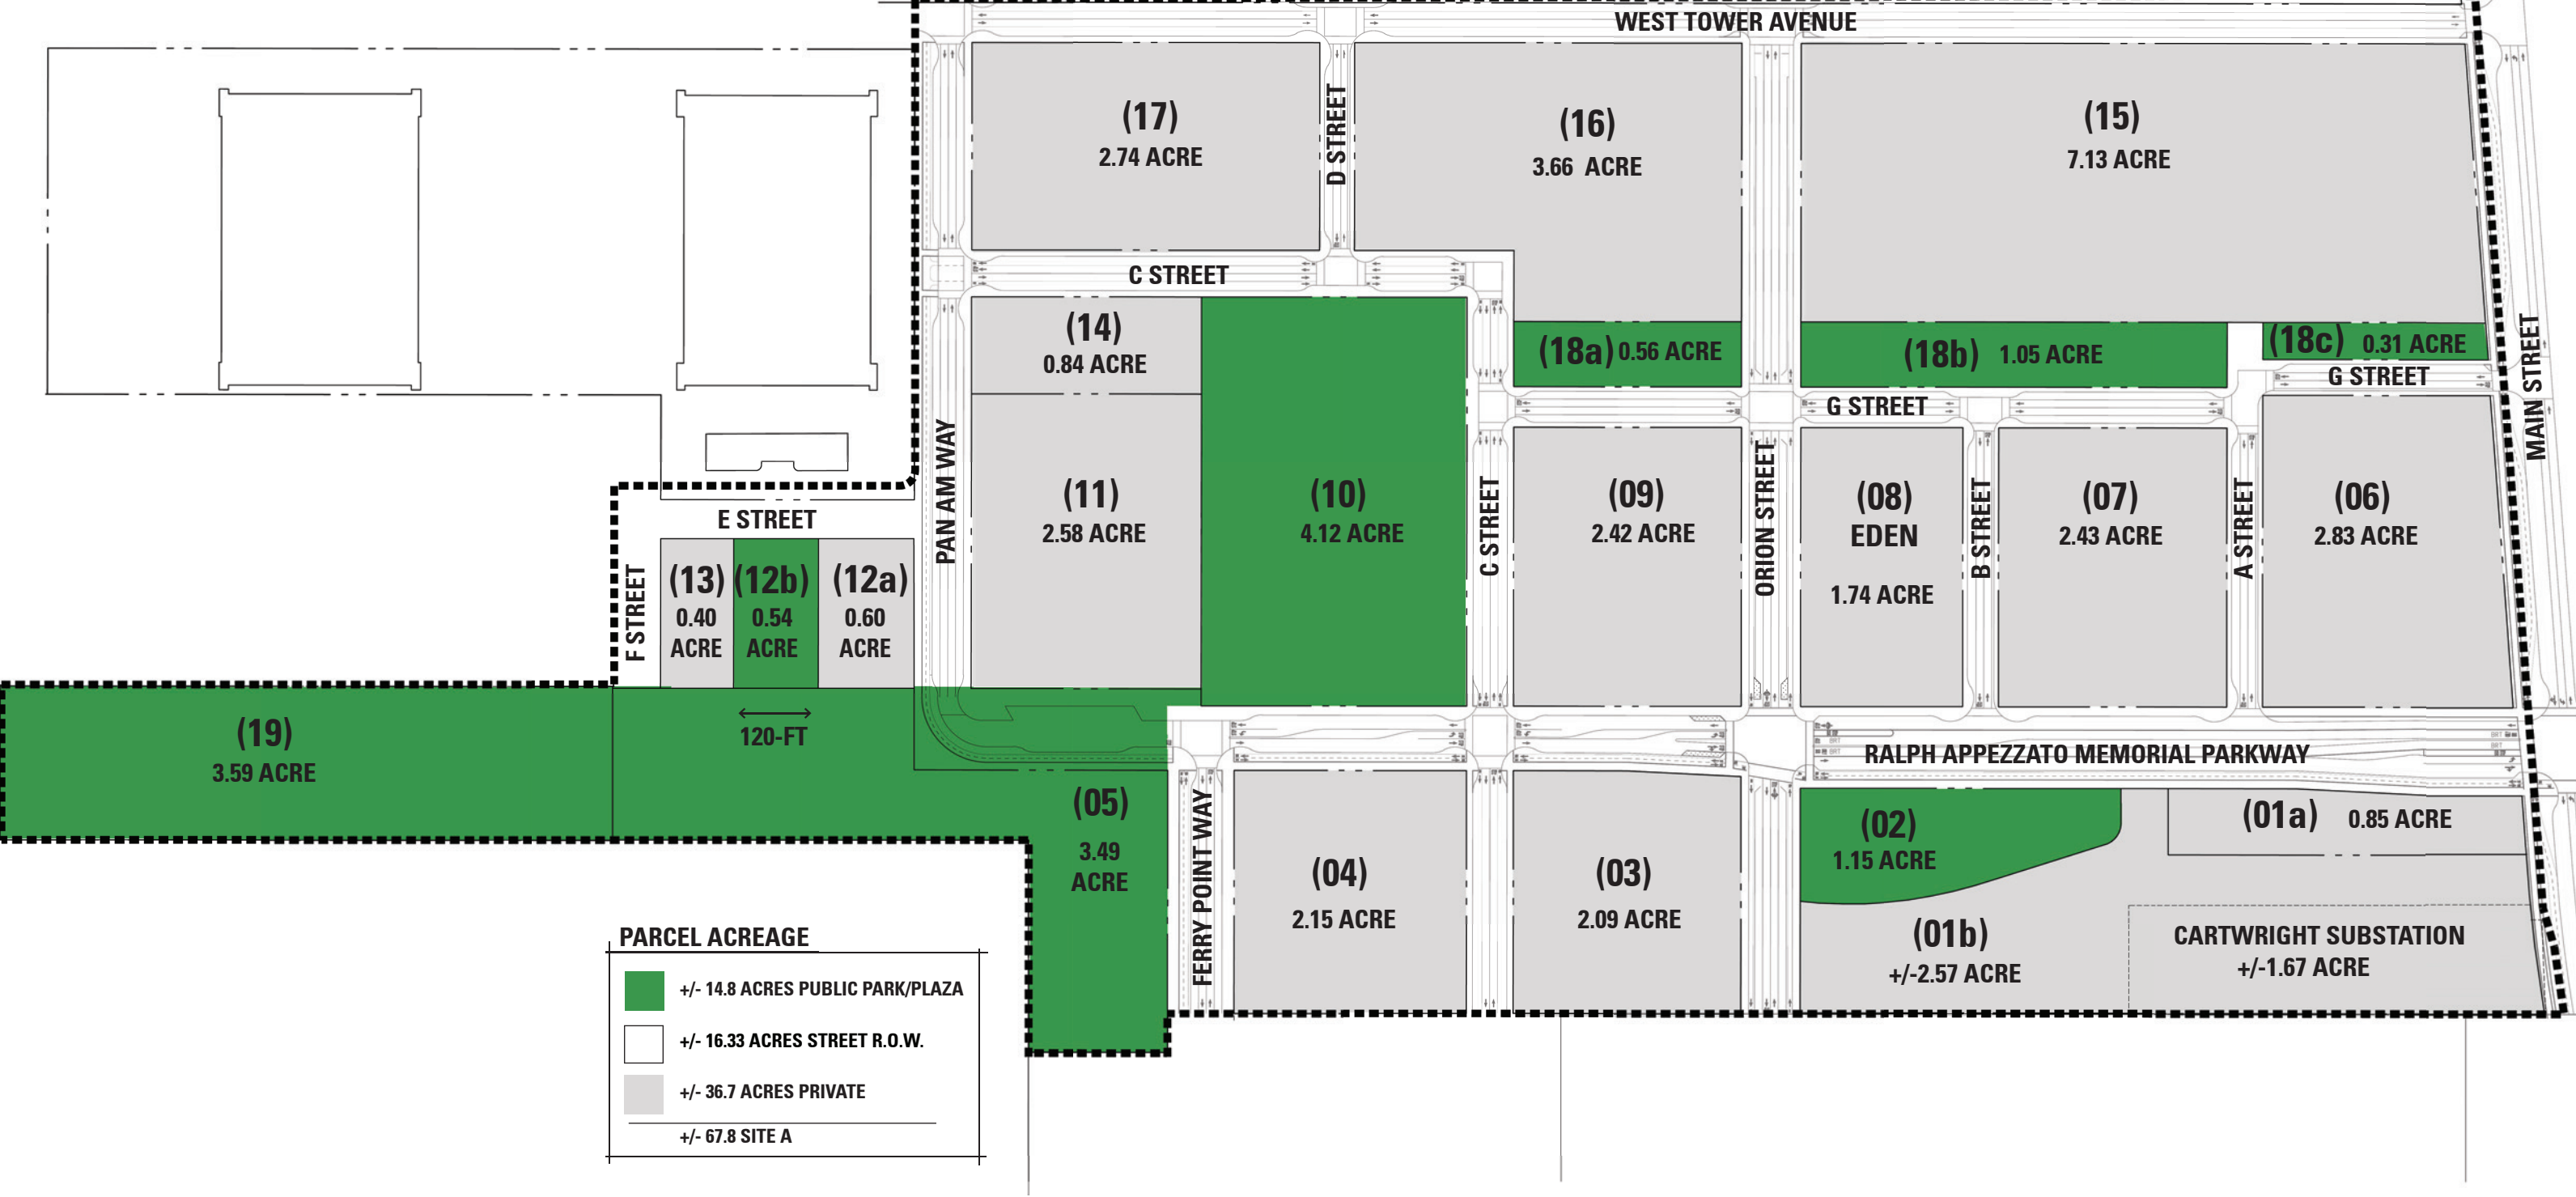 WEST TOWER AVENUE
(17)
2.74 ACRE
D STREET
(16)
3.66 ACRE
(15)
7.13 ACRE
C STREET
(14)
0.84 ACRE
(18a) 0.56 ACRE
(18b) 1.05 ACRE
(18c) 0.31 ACRE
G STREET
G STREET
MAIN STREET
PAN AM WAY
(11)
2.58 ACRE
(10)
4.12 ACRE
C STREET
(09)
2.42 ACRE
ORION STREET
(08)
EDEN
1.74 ACRE
B STREET
(07)
2.43 ACRE
A STREET
(06)
2.83 ACRE
E STREET
F STREET
(13)
0.40
ACRE
(12b)
0.54
ACRE
(12a)
0.60
ACRE
(19)
3.59 ACRE
120-FT
(05)
3.49
ACRE
FERRY POINT WAY
RALPH APPEZZATO MEMORIAL PARKWAY
BRT
BRT
BRT
BRT
(04)
2.15 ACRE
(03)
2.09 ACRE
(02)
1.15 ACRE
(01a) 0.85 ACRE
(01b)
+/-2.57 ACRE
CARTWRIGHT SUBSTATION
+/-1.67 ACRE
PARCEL ACREAGE
+/- 14.8 ACRES PUBLIC PARK/PLAZA
+/- 16.33 ACRES STREET R.O.W.
+/- 36.7 ACRES PRIVATE
+/- 67.8 SITE A